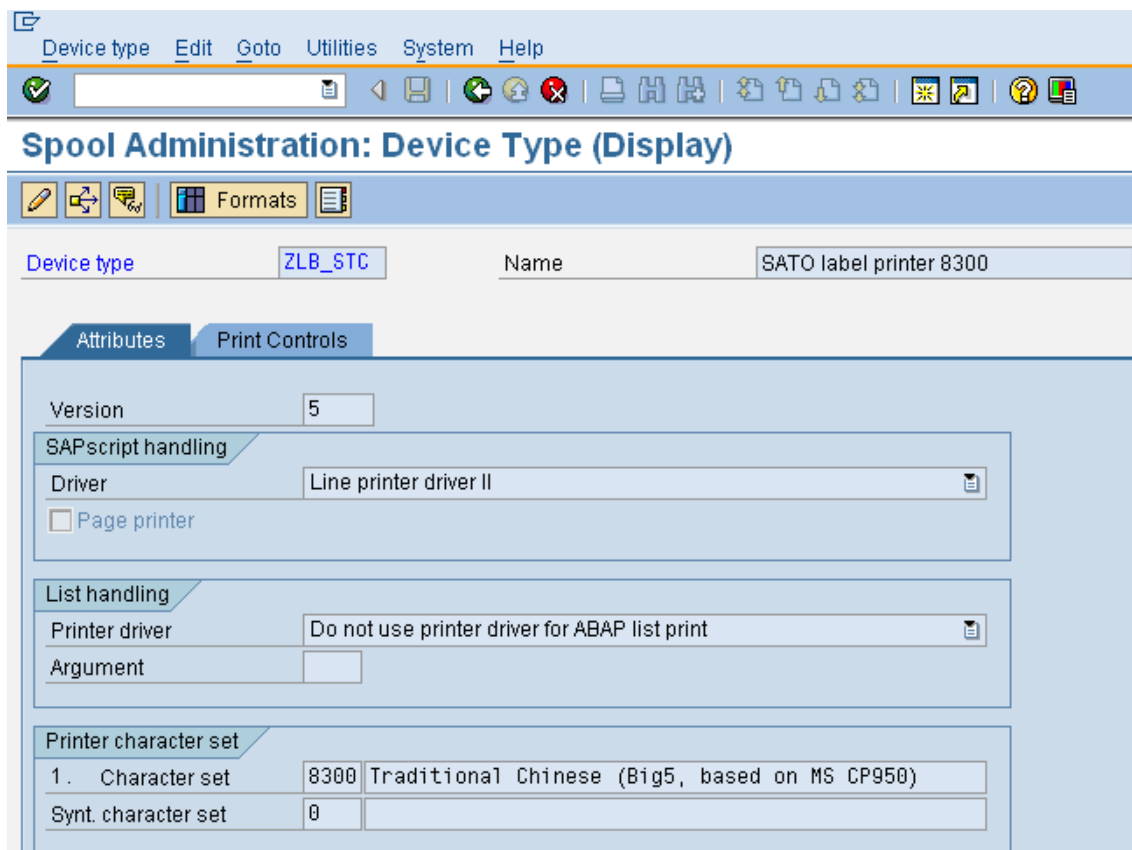 Device type Edit Goto Utilities System Help
Spool Administration: Device Type (Display)
Formats
Device type ZLB_STC Name SATO label printer 8300
Attributes Print Controls
Version 5
SAPscript handling
Driver Line printer driver II
Page printer
List handling
Printer driver Do not use printer driver for ABAP list print
Argument
Printer character set
1. Character set 8300 Traditional Chinese (Big5, based on MS CP950)
Synt. character set 0